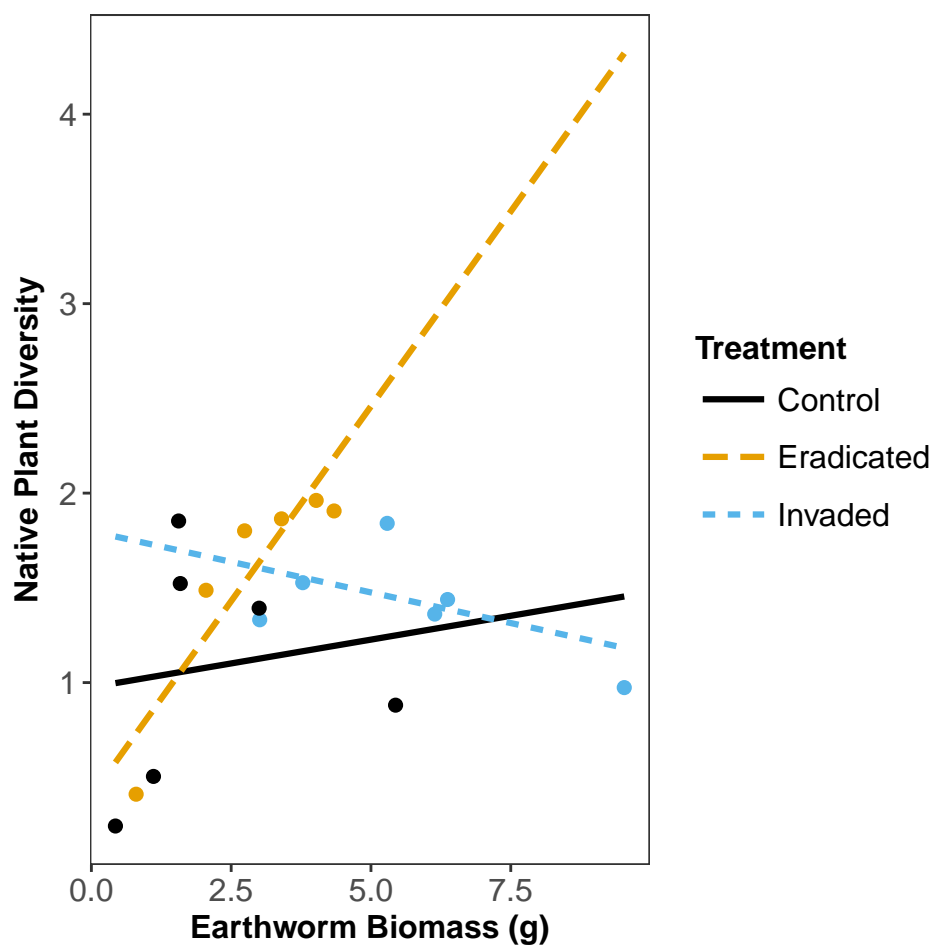 4
3
2
1
0.0 2.5 5.0 7.5
Native Plant Diversity
Earthworm Biomass (g)
Treatment
Control
Eradicated
Invaded